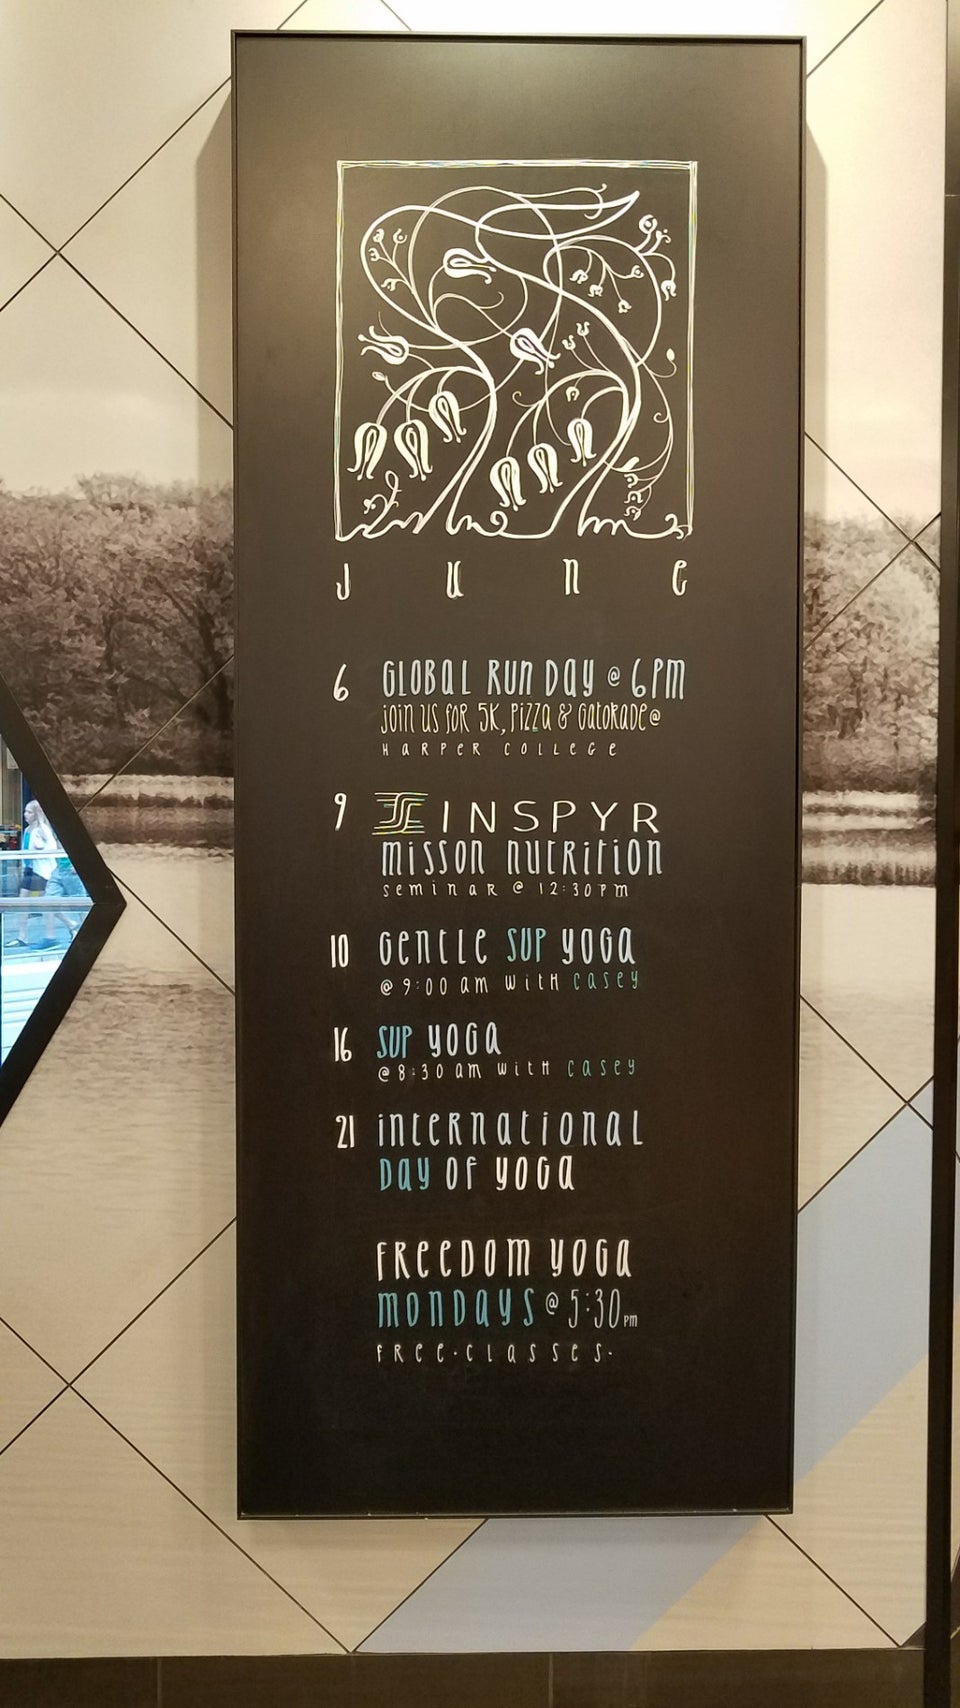 June
6 GLOBAL RUN DAY @ 6PM
JOIN US FOR 5K, PIZZA & GATORADE @
HARPER COLLEGE
9 INSPYR
MISSON NUTRITION
SEMINAR @ 12:30PM
10 GENTLE SUP YOGA
@ 9:00 am WITH CASEY
16 SUP YOGA
@ 8:30 am WITH CASEY
21 INTERNATIONAL
DAY OF YOGA
FREEDOM YOGA
MONDAYS @ 5:30 PM
FREE·CLASSES·